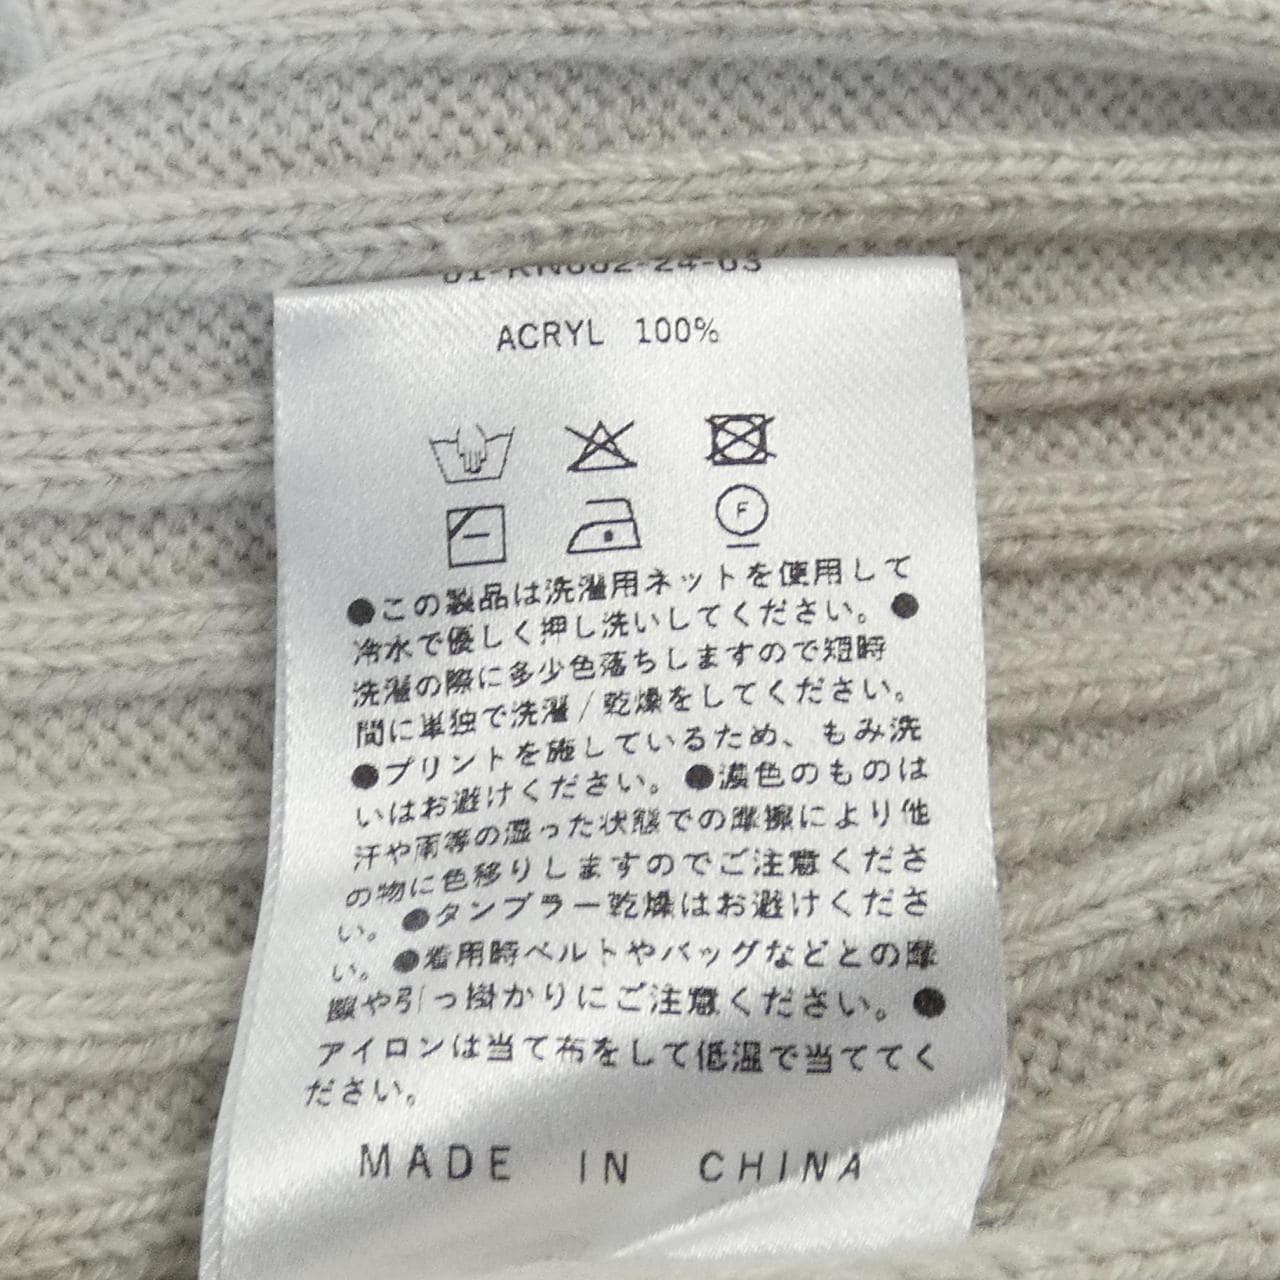 01-KN002-24-03
ACRYL 100%
F
●この製品は洗濯用ネットを使用して
冷水で優しく押し洗いしてください。●
洗濯の際に多少色落ちしますので短時
間に単独で洗濯/乾燥をしてください。
●プリントを施しているため、もみ洗
いはお避けください。●濃色のものは
汗や雨等の湿った状態での摩擦により他
の物に色移りしますのでご注意くださ
い。●タンブラー乾燥はお避けくださ
い。●着用時ベルトやバッグなどとの摩
擦や引っ掛かりにご注意ください。●
アイロンは当て布をして低温で当ててく
ださい。
MADE IN CHINA